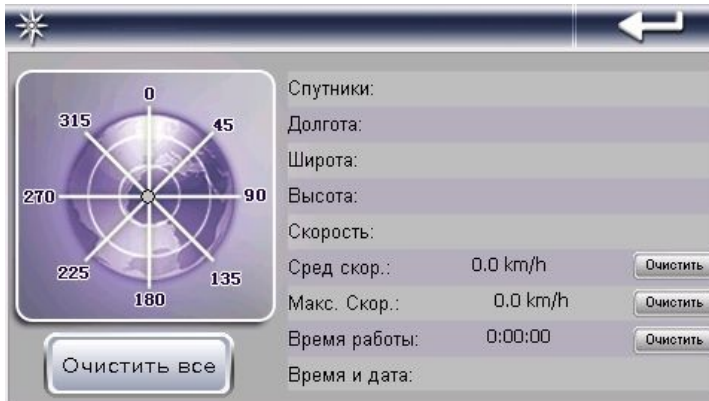 0
315
45
270
90
225
135
180
Очистить все
Спутники:
Долгота:
Широта:
Высота:
Скорость:
Сред скор.: 0.0 km/h Очистить
Макс. Скор.: 0.0 km/h Очистить
Время работы: 0:00:00 Очистить
Время и дата: